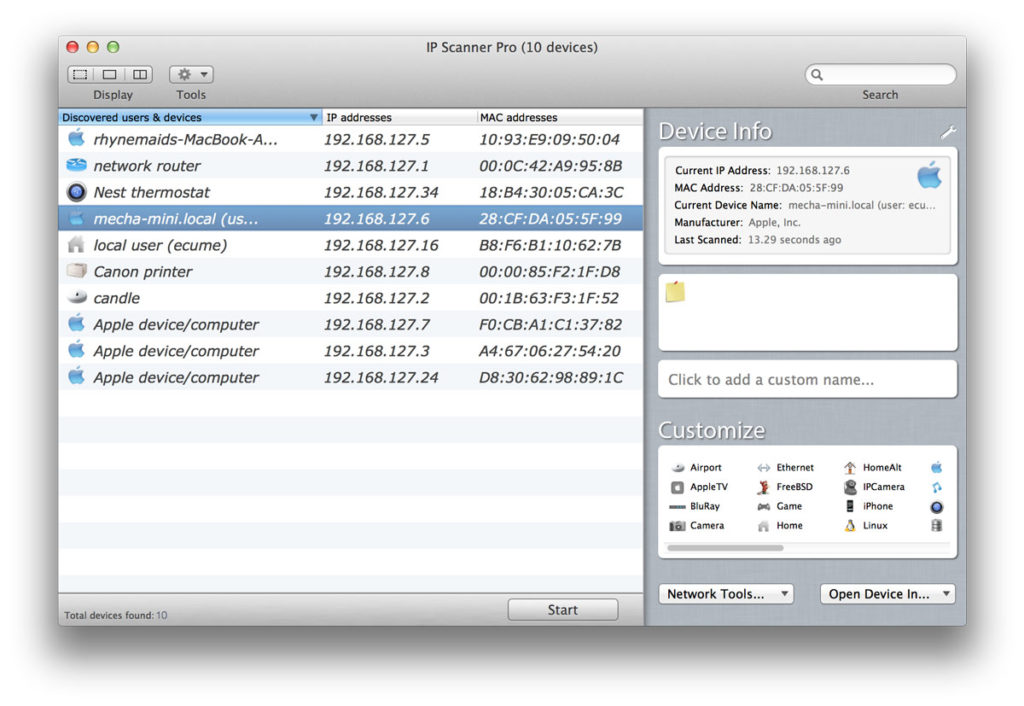 IP Scanner Pro (10 devices)
Display Tools Search
Discovered users & devices IP addresses MAC addresses
rhynemaids-MacBook-A... 192.168.127.5 10:93:E9:09:50:04
network router 192.168.127.1 00:0C:42:A9:95:8B
Nest thermostat 192.168.127.34 18:B4:30:05:CA:3C
mecha-mini.local (us... 192.168.127.6 28:CF:DA:05:5F:99
local user (ecume) 192.168.127.16 B8:F6:B1:10:62:7B
Canon printer 192.168.127.8 00:00:85:F2:1F:D8
candle 192.168.127.2 00:1B:63:F3:1F:52
Apple device/computer 192.168.127.7 F0:CB:A1:C1:37:82
Apple device/computer 192.168.127.3 A4:67:06:27:54:20
Apple device/computer 192.168.127.24 D8:30:62:98:89:1C
Total devices found: 10
Start
Device Info
Current IP Address: 192.168.127.6
MAC Address: 28:CF:DA:05:5F:99
Current Device Name: mecha-mini.local (user: ecu...
Manufacturer: Apple, Inc.
Last Scanned: 13.29 seconds ago
Click to add a custom name...
Customize
Airport Ethernet HomeAlt
AppleTV FreeBSD IPCamera
BluRay Game iPhone
Camera Home Linux
Network Tools... Open Device In...